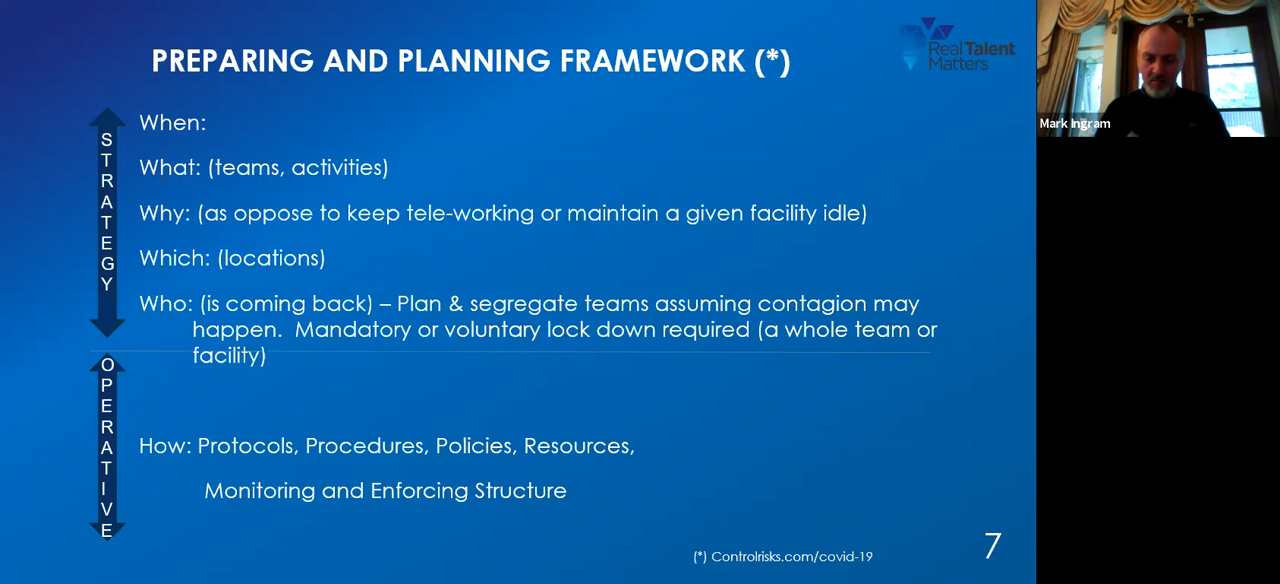 PREPARING AND PLANNING FRAMEWORK (*)
Real Talent
Matters
Mark Ingram
STRATEGY
When:
What: (teams, activities)
Why: (as oppose to keep tele-working or maintain a given facility idle)
Which: (locations)
Who: (is coming back) – Plan & segregate teams assuming contagion may
happen. Mandatory or voluntary lock down required (a whole team or
facility)
OPERATIVE
How: Protocols, Procedures, Policies, Resources,
Monitoring and Enforcing Structure
(*) Controlrisks.com/covid-19
7